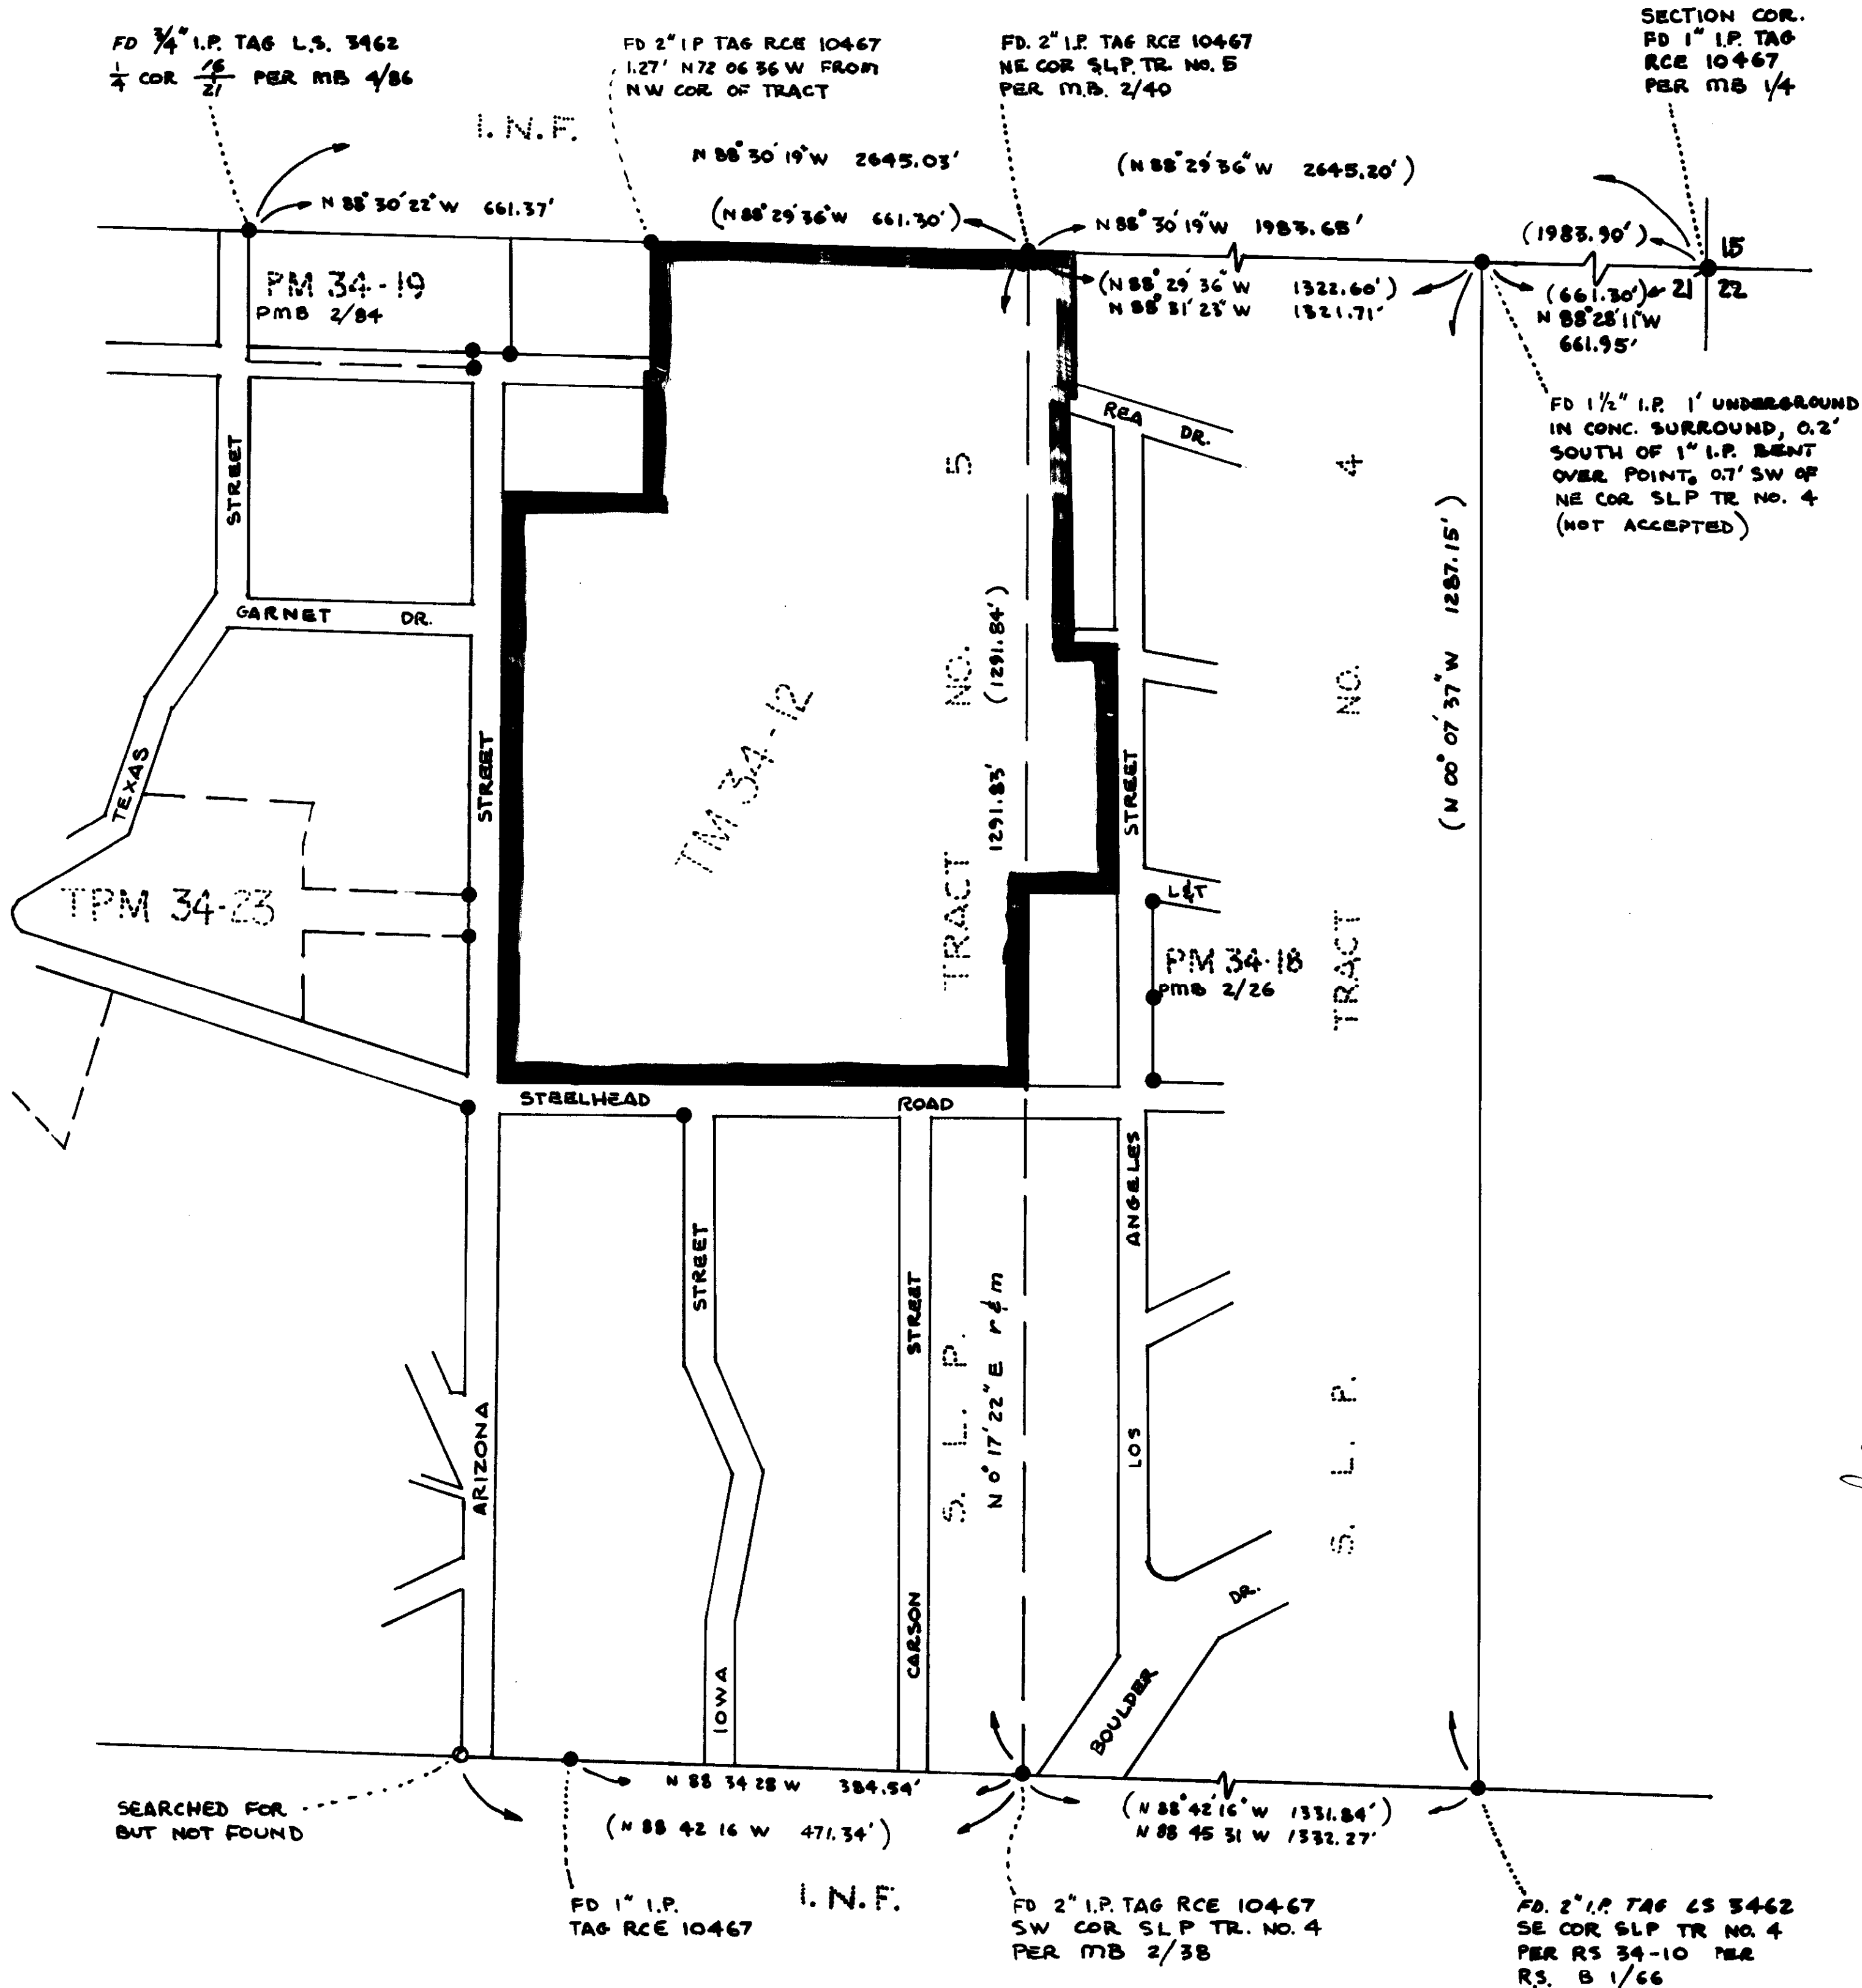 FD 3/4" I.P. TAG L.S. 3462
1/4 COR 16/21 PER MB 4/86
FD 2" I P TAG RCE 10467
1.27' N 72 06 36 W FROM
NW COR OF TRACT
FD. 2" I.P. TAG RCE 10467
NE COR S.L.P. TR. NO. 5
PER M.B. 2/40
SECTION COR.
FD 1" I.P. TAG
RCE 10467
PER MB 1/4
I.N.F.
N 88° 30' 19" W 2645.03'
(N 88° 29' 36" W 2645.20')
N 88° 30' 22" W 661.37'
(N 88° 29' 36" W 661.30')
N 88° 30' 19" W 1983.65'
(1983.90')
15
21 22
(N 88° 29' 36" W 1322.60')
N 88° 31' 23" W 1321.71'
(661.30')
N 88° 28' 11" W
661.95'
PM 34-19
PMB 2/84
FD 1 1/2" I.P. 1' UNDERGROUND
IN CONC. SURROUND, 0.2'
SOUTH OF 1" I.P. BENT
OVER POINT, 0.7' SW OF
NE COR SLP TR NO. 4
(NOT ACCEPTED)
REA DR.
STREET
GARNET DR.
TEXAS
STREET
TM 34-12
TRACT NO. 5
1291.83' (1291.84')
STREET
TRACT NO. 4
(N 00° 07' 37" W 1287.15')
TPM 34-23
L&T
PM 34-18
PMB 2/26
STEELHEAD ROAD
ARIZONA
STREET
IOWA
STREET
CARSON
S. L. P.
N 0° 17' 22" E r & m
ANGELES
LOS
S. L. P.
BOULDER DR.
SEARCHED FOR
BUT NOT FOUND
N 88 34 28 W 384.54'
(N 88 42 16 W 471.34')
(N 88° 42' 16" W 1331.84')
N 88 45 31 W 1332.27'
FD 1" I.P.
TAG RCE 10467
I.N.F.
FD 2" I.P. TAG RCE 10467
SW COR SLP TR. NO. 4
PER MB 2/38
FD. 2" I.P. TAG LS 3462
SE COR SLP TR NO. 4
PER RS 34-10 PER
R.S. B 1/66